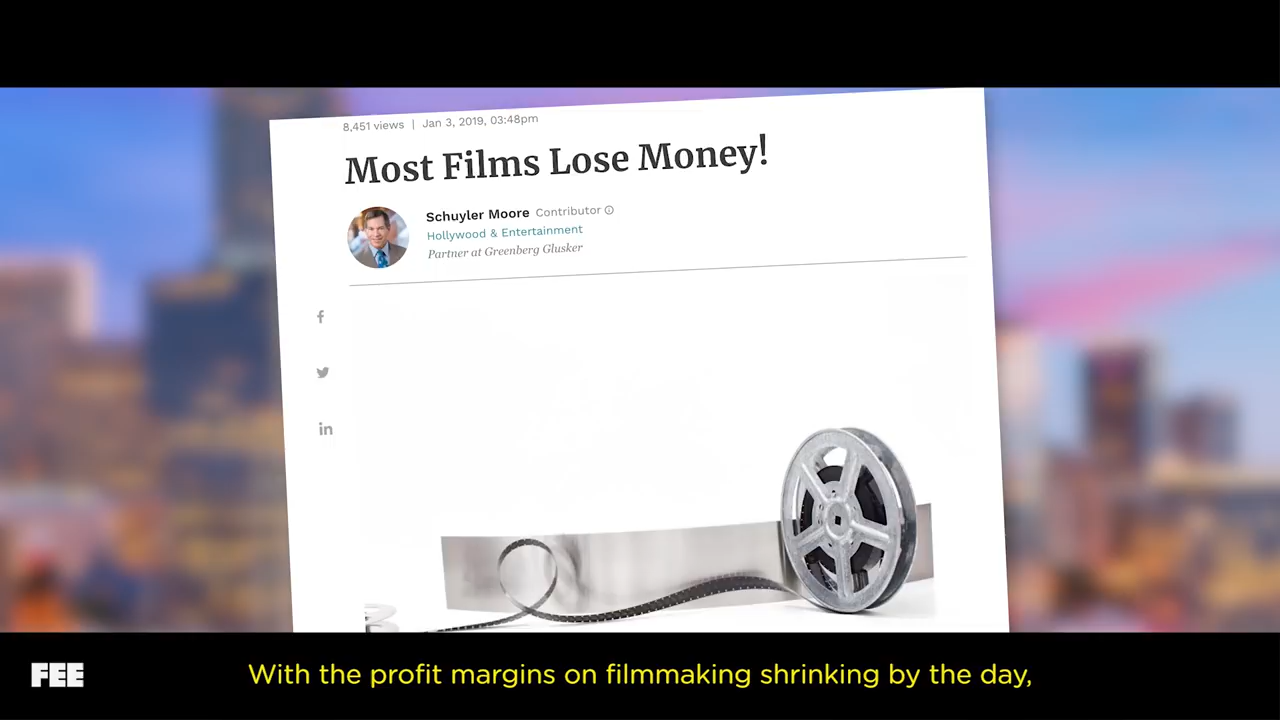 8,451 views | Jan 3, 2019, 03:48pm
Most Films Lose Money!
Schuyler Moore Contributor
Hollywood & Entertainment
Partner at Greenberg Glusker
f
in
FEE
With the profit margins on filmmaking shrinking by the day,